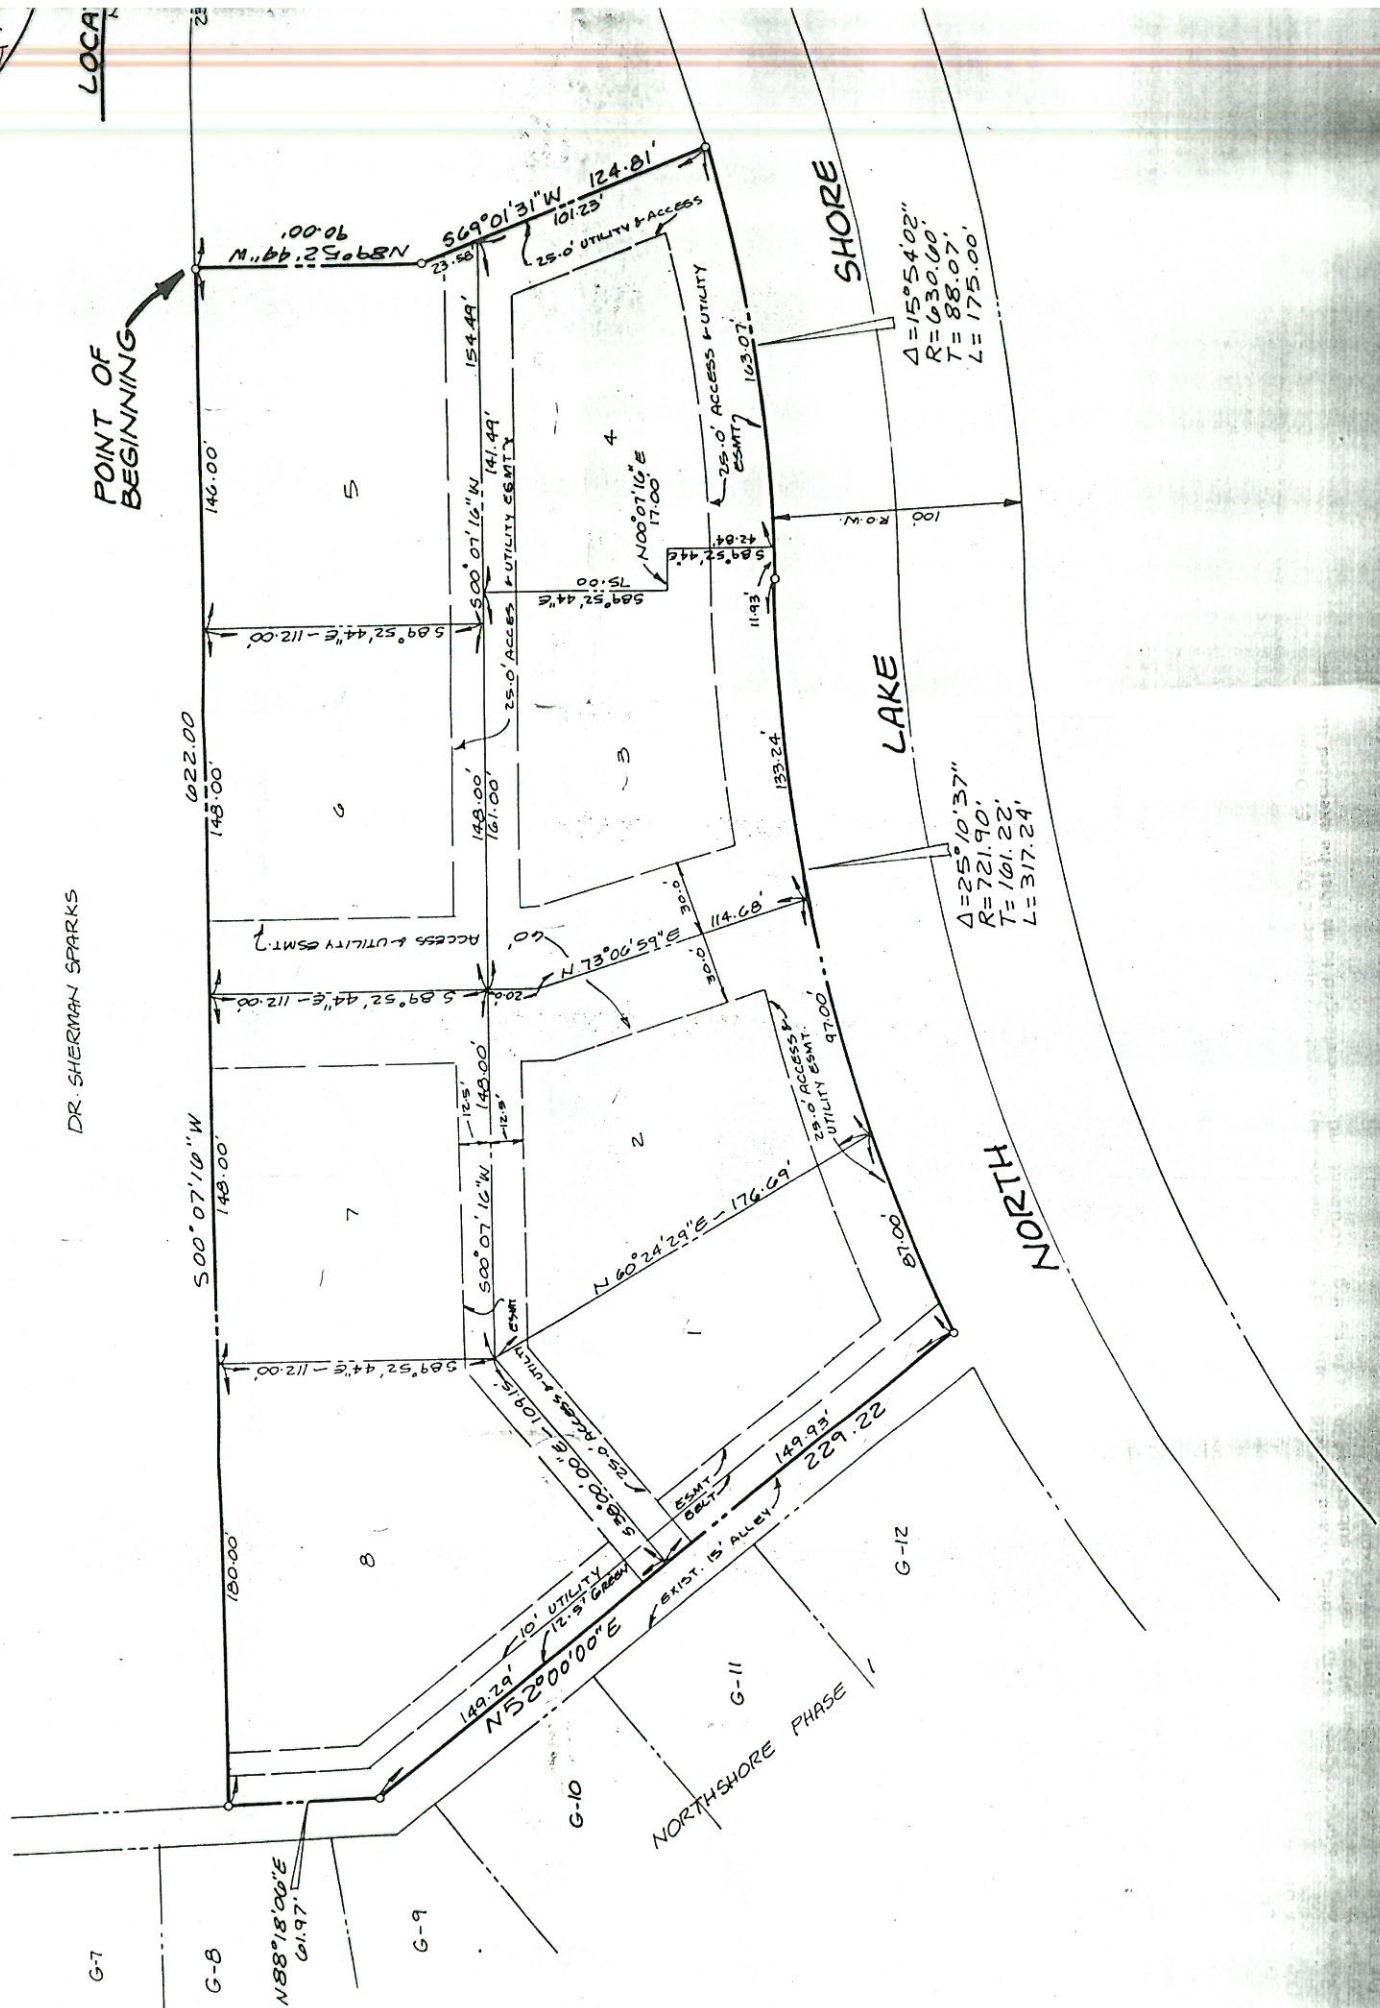 LOCA
23
POINT OF
BEGINNING
N89°52'44"W
90.00'
S69°01'31"W
124.81'
23.58'
101.23'
25.0' UTILITY & ACCESS
146.00'
5
154.49'
S00°07'16"W
141.49'
25.0' ACCES & UTILITY ESMT
4
N00°07'16"E
17.00'
25.0' ACCESS & UTILITY
ESMT
163.07'
SHORE
Δ=15°54'02"
R=630.60'
T=88.07'
L=175.00'
S89°52'44"E
42.84'
S89°52'44"E
75.00
11.93'
100'
R.O.W.
S89°52'44"E-112.00'
622.00
148.00'
6
148.00'
161.00'
3
133.24'
LAKE
Δ=25°10'37"
R=721.90'
T=161.22'
L=317.24'
DR. SHERMAN SPARKS
ACCESS & UTILITY ESMT.
60'
S89°52'44"E-112.00'
20.0'
N73°06'59"E
114.68'
30.0'
30.0'
S00°07'16"W
148.00'
7
12.5'
148.00'
12.5'
S00°07'16"W
2
25.0' ACCESS &
UTILITY ESMT.
97.00'
N60°24'29"E-176.69'
87.00'
NORTH
S89°52'44"E-112.00'
ESMT
25.0 ACCESS & UTILITY
S38°00'00"E-109.15'
1
180.00'
8
10' UTILITY
ESMT
12.5' GREEN
BELT
149.93'
229.22
EXIST. 15' ALLEY
149.29'
N52°00'00"E
N88°18'06"E
61.97'
G-7
G-8
G-9
G-10
G-11
G-12
NORTHSHORE PHASE 1